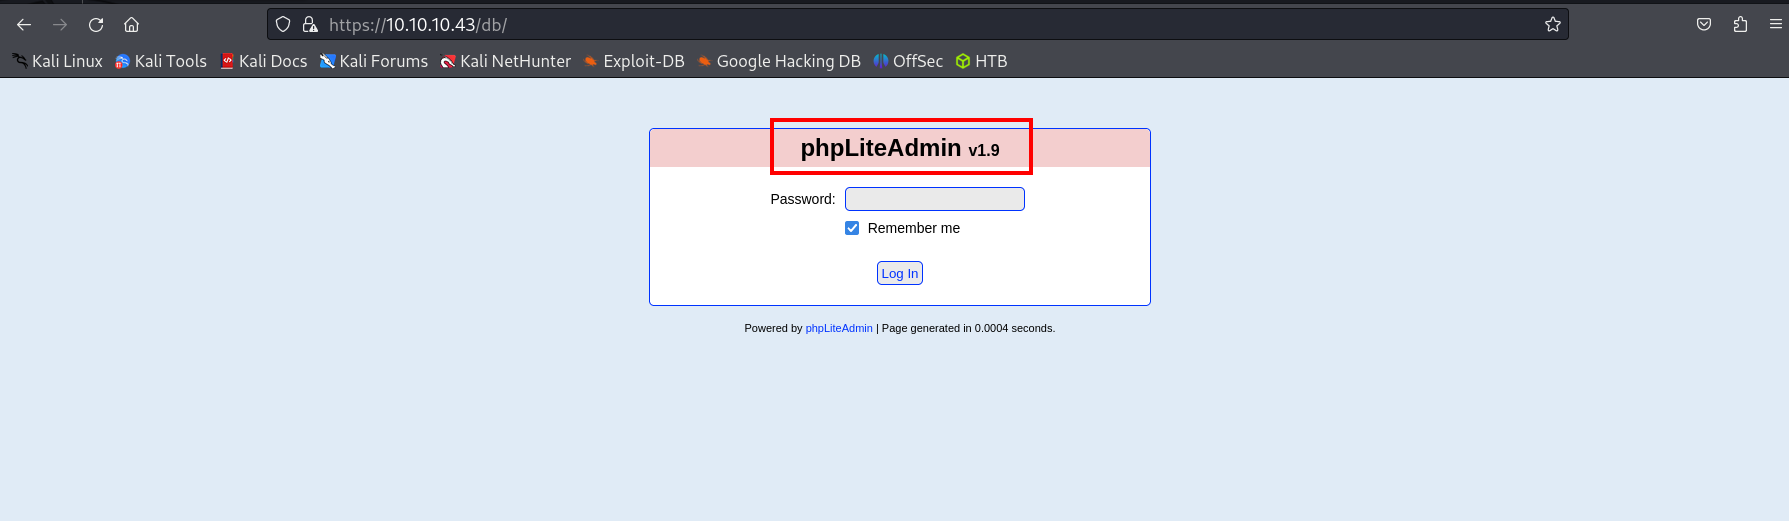 https://10.10.10.43/db/
Kali Linux Kali Tools Kali Docs Kali Forums Kali NetHunter Exploit-DB Google Hacking DB OffSec HTB
phpLiteAdmin v1.9
Password:
Remember me
Log In
Powered by phpLiteAdmin | Page generated in 0.0004 seconds.